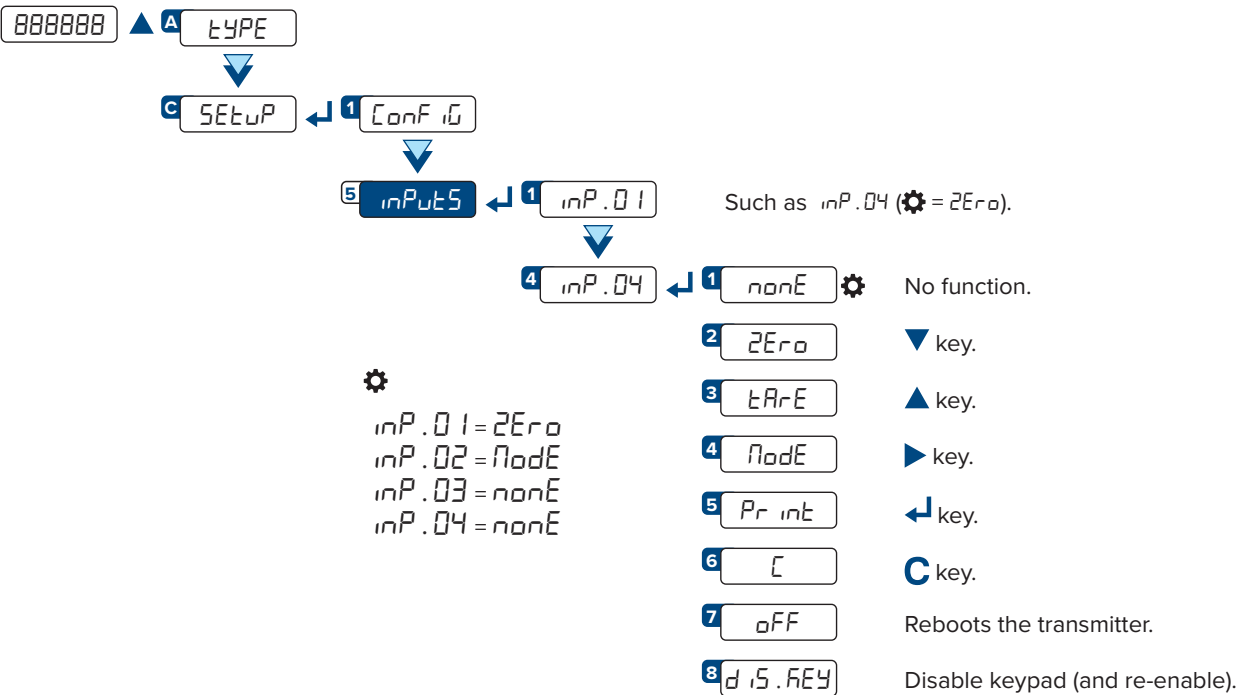 888888 A tYPE
C SEtuP 1 ConFiG
5 inPutS 1 inP.01 Such as inP.04 (= ZEro).
4 inP.04 1 nonE No function.
2 ZEro key.
3 tArE key.
inP.01 = ZEro
4 ModE key.
inP.02 = ModE
inP.03 = nonE
5 Print key.
inP.04 = nonE
6 C C key.
7 oFF Reboots the transmitter.
8 diS.KEY Disable keypad (and re-enable).